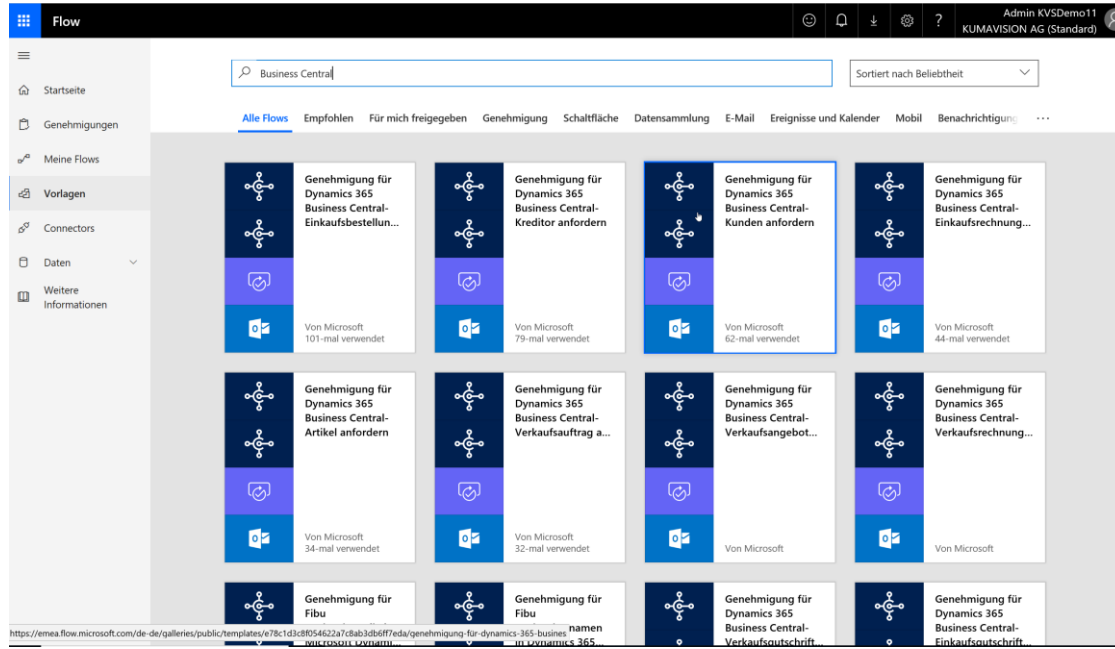 Flow
?
Admin KVSDemo11
KUMAVISION AG (Standard)
Business Central
Sortiert nach Beliebtheit
Startseite
Genehmigungen
Meine Flows
Vorlagen
Connectors
Daten
Weitere
Informationen
Alle Flows Empfohlen Für mich freigegeben Genehmigung Schaltfläche Datensammlung E-Mail Ereignisse und Kalender Mobil Benachrichtigung ...
Genehmigung für
Dynamics 365
Business Central-
Einkaufsbestellun...
Von Microsoft
101-mal verwendet
Genehmigung für
Dynamics 365
Business Central-
Kreditor anfordern
Von Microsoft
79-mal verwendet
Genehmigung für
Dynamics 365
Business Central-
Kunden anfordern
Von Microsoft
62-mal verwendet
Genehmigung für
Dynamics 365
Business Central-
Einkaufsrechnung...
Von Microsoft
44-mal verwendet
Genehmigung für
Dynamics 365
Business Central-
Artikel anfordern
Von Microsoft
34-mal verwendet
Genehmigung für
Dynamics 365
Business Central-
Verkaufsauftrag a...
Von Microsoft
32-mal verwendet
Genehmigung für
Dynamics 365
Business Central-
Verkaufsangebot...
Von Microsoft
Genehmigung für
Dynamics 365
Business Central-
Verkaufsrechnung...
Von Microsoft
Genehmigung für
Fibu
Microsoft Dynami...
Genehmigung für
Fibu
in Dynamics 365...
Genehmigung für
Dynamics 365
Business Central-
Verkaufsgutschrift...
Genehmigung für
Dynamics 365
Business Central-
Einkaufsgutschrift...
https://emea.flow.microsoft.com/de-de/galleries/public/templates/e78c1d3c8f054622a7c8ab3db6ff7eda/genehmigung-für-dynamics-365-busines